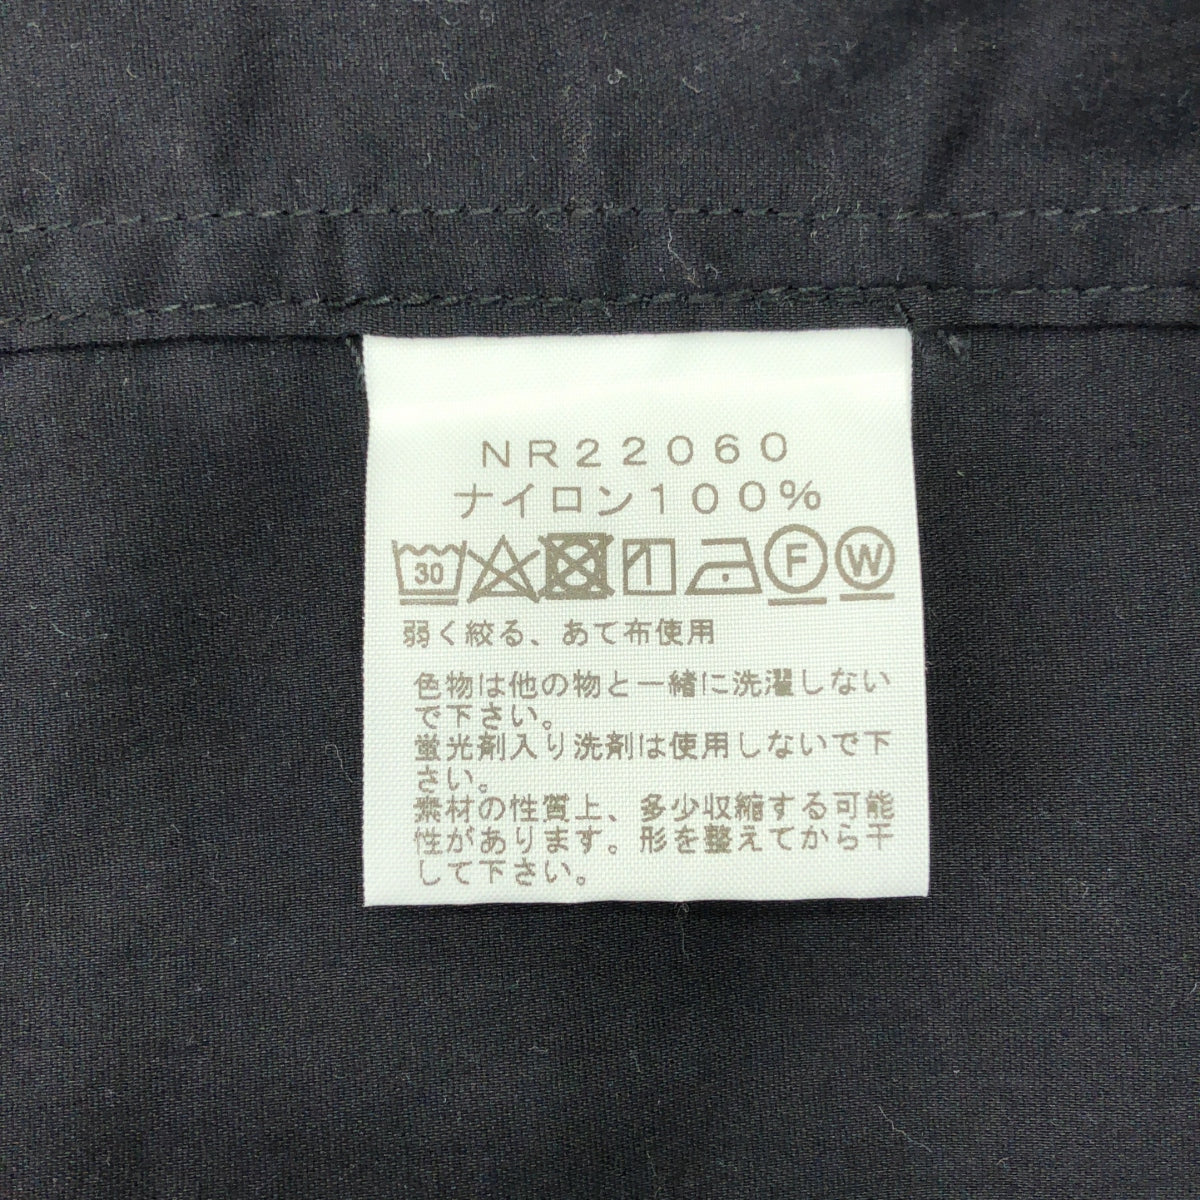 NR22060
ナイロン100%
30 F W
弱く絞る、あて布使用
色物は他の物と一緒に洗濯しない
で下さい。
蛍光剤入り洗剤は使用しないで下
さい。
素材の性質上、多少収縮する可能
性があります。形を整えてから干
して下さい。